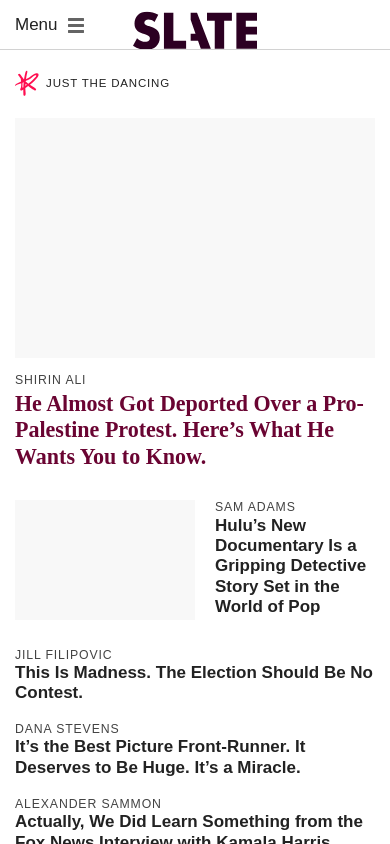 Menu
SLATE
JUST THE DANCING
SHIRIN ALI
He Almost Got Deported Over a Pro-
Palestine Protest. Here’s What He
Wants You to Know.
SAM ADAMS
Hulu’s New
Documentary Is a
Gripping Detective
Story Set in the
World of Pop
JILL FILIPOVIC
This Is Madness. The Election Should Be No
Contest.
DANA STEVENS
It’s the Best Picture Front-Runner. It
Deserves to Be Huge. It’s a Miracle.
ALEXANDER SAMMON
Actually, We Did Learn Something from the
Fox News Interview with Kamala Harris